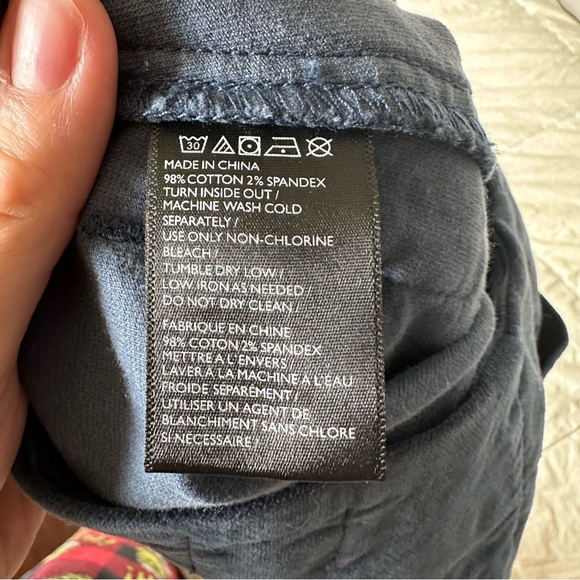 30
MADE IN CHINA
98% COTTON 2% SPANDEX
TURN INSIDE OUT /
MACHINE WASH COLD
SEPARATELY /
USE ONLY NON-CHLORINE
BLEACH /
TUMBLE DRY LOW /
LOW IRON AS NEEDED /
DO NOT DRY CLEAN /
FABRIQUE EN CHINE
98% COTTON 2% SPANDEX
METTRE A L'ENVERS
LAVER A LA MACHINE A L'EAU
FROIDE SEPAREMENT /
UTILISER UN AGENT DE
BLANCHIMENT SANS CHLORE
SI NECESSAIRE /